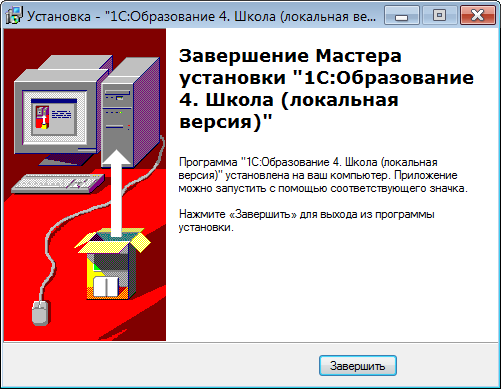 Установка - "1С:Образование 4. Школа (локальная ве...
Завершение Мастера
установки "1С:Образование
4. Школа (локальная
версия)"
Программа "1С:Образование 4. Школа (локальная
версия)" установлена на ваш компьютер. Приложение
можно запустить с помощью соответствующего значка.
Нажмите «Завершить» для выхода из программы
установки.
Завершить